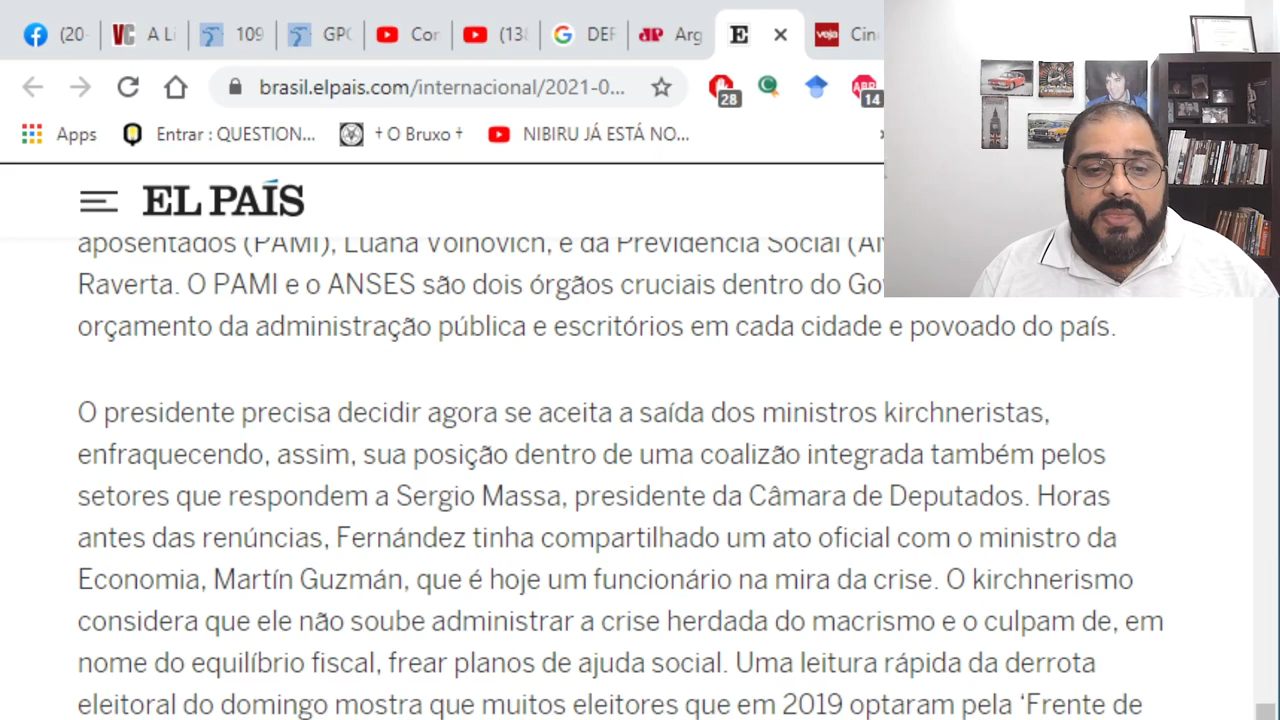 (20
VC A Li
109
GPC
Cor
(138
G DEF
JP Arg
E
veja Cin
brasil.elpais.com/internacional/2021-0...
28
14
Apps
Entrar : QUESTION...
† O Bruxo †
NIBIRU JÁ ESTÁ NO...
EL PAÍS
aposentados (PAMI), Luana Volnovich, e da Previdência Social (AN
Raverta. O PAMI e o ANSES são dois órgãos cruciais dentro do Gov
orçamento da administração pública e escritórios em cada cidade e povoado do país.
O presidente precisa decidir agora se aceita a saída dos ministros kirchneristas,
enfraquecendo, assim, sua posição dentro de uma coalizão integrada também pelos
setores que respondem a Sergio Massa, presidente da Câmara de Deputados. Horas
antes das renúncias, Fernández tinha compartilhado um ato oficial com o ministro da
Economia, Martín Guzmán, que é hoje um funcionário na mira da crise. O kirchnerismo
considera que ele não soube administrar a crise herdada do macrismo e o culpam de, em
nome do equilíbrio fiscal, frear planos de ajuda social. Uma leitura rápida da derrota
eleitoral do domingo mostra que muitos eleitores que em 2019 optaram pela ‘Frente de